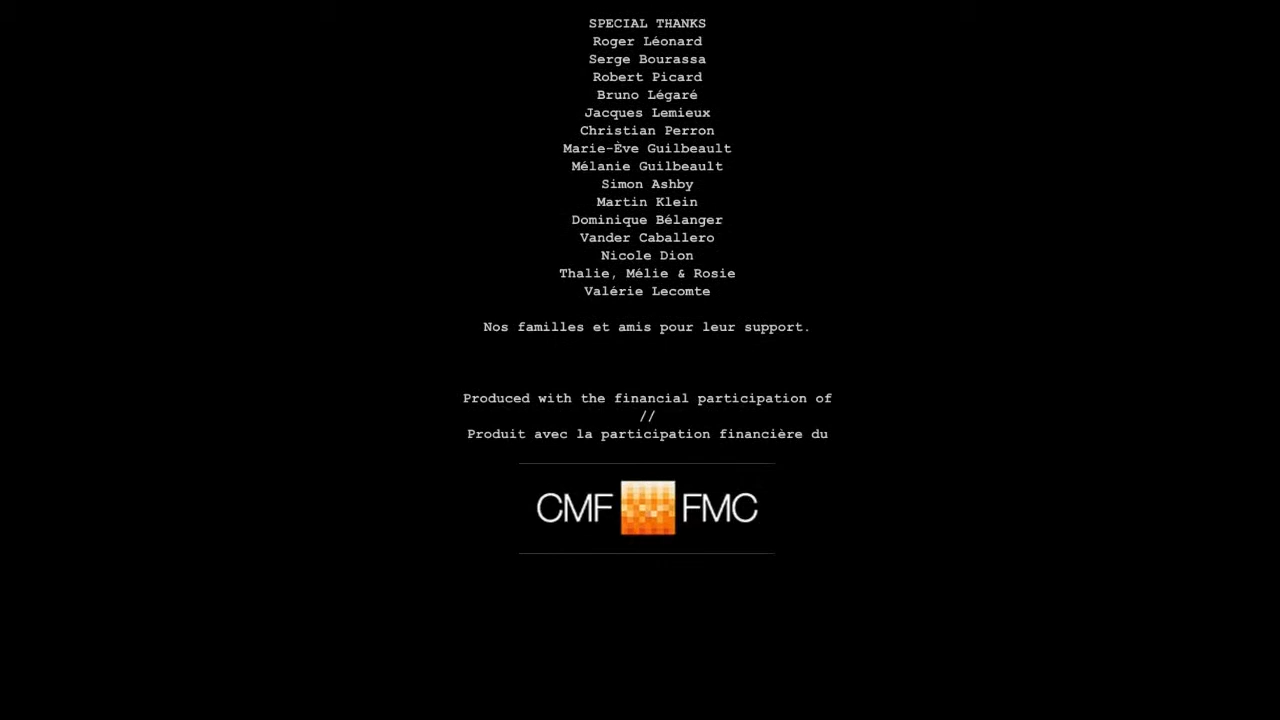 SPECIAL THANKS
Roger Léonard
Serge Bourassa
Robert Picard
Bruno Légaré
Jacques Lemieux
Christian Perron
Marie-Ève Guilbeault
Mélanie Guilbeault
Simon Ashby
Martin Klein
Dominique Bélanger
Vander Caballero
Nicole Dion
Thalie, Mélie & Rosie
Valérie Lecomte
Nos familles et amis pour leur support.
Produced with the financial participation of
//
Produit avec la participation financière du
CMF FMC